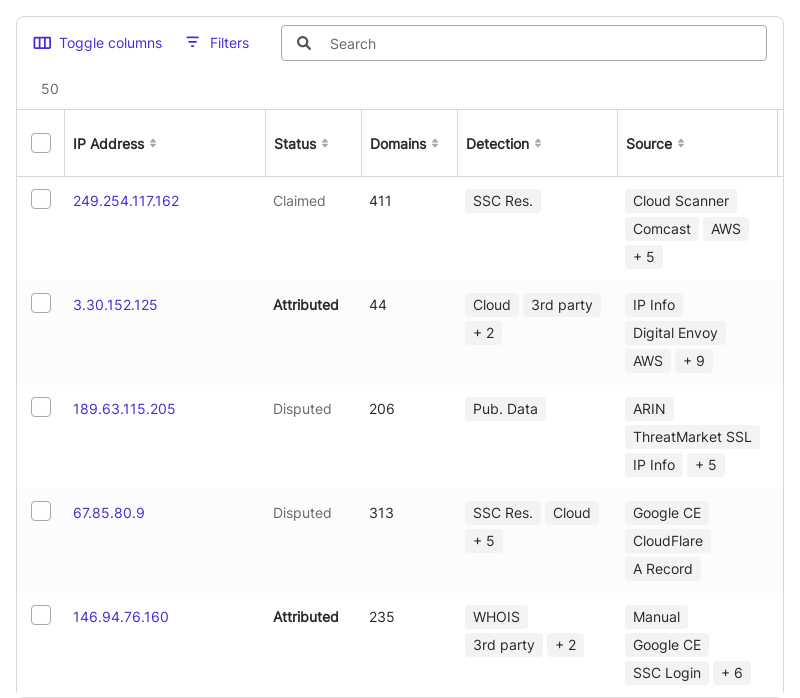 Toggle columns Filters Search
50
IP Address Status Domains Detection Source
249.254.117.162 Claimed 411 SSC Res. Cloud Scanner
Comcast AWS
+ 5
3.30.152.125 Attributed 44 Cloud 3rd party IP Info
+ 2 Digital Envoy
AWS + 9
189.63.115.205 Disputed 206 Pub. Data ARIN
ThreatMarket SSL
IP Info + 5
67.85.80.9 Disputed 313 SSC Res. Cloud Google CE
+ 5 CloudFlare
A Record
146.94.76.160 Attributed 235 WHOIS Manual
3rd party + 2 Google CE
SSC Login + 6